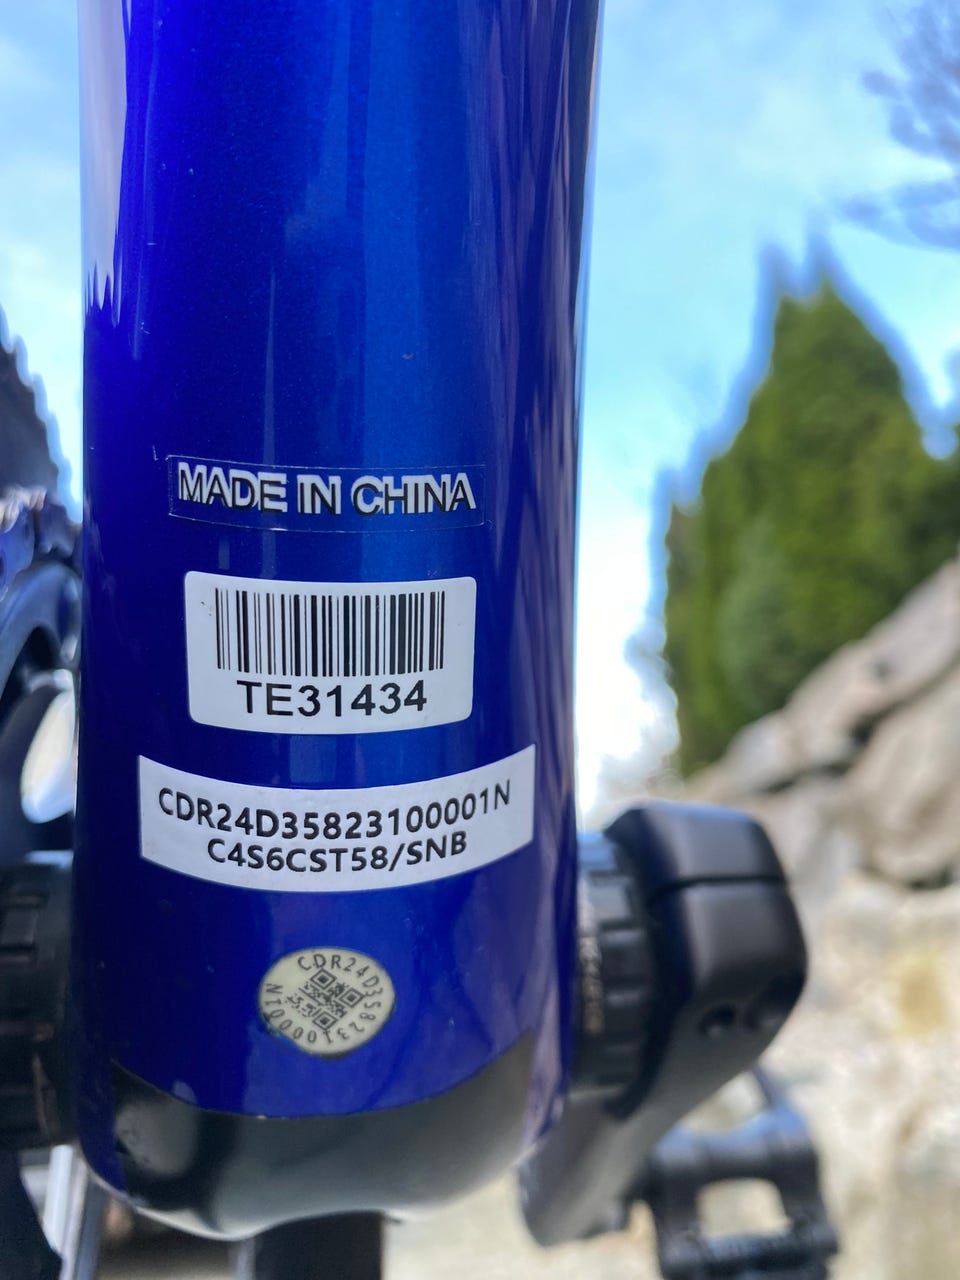 MADE IN CHINA
TE31434
CDR24D35823100001N
C4S6CST58/SNB
CDR24D35823100001N